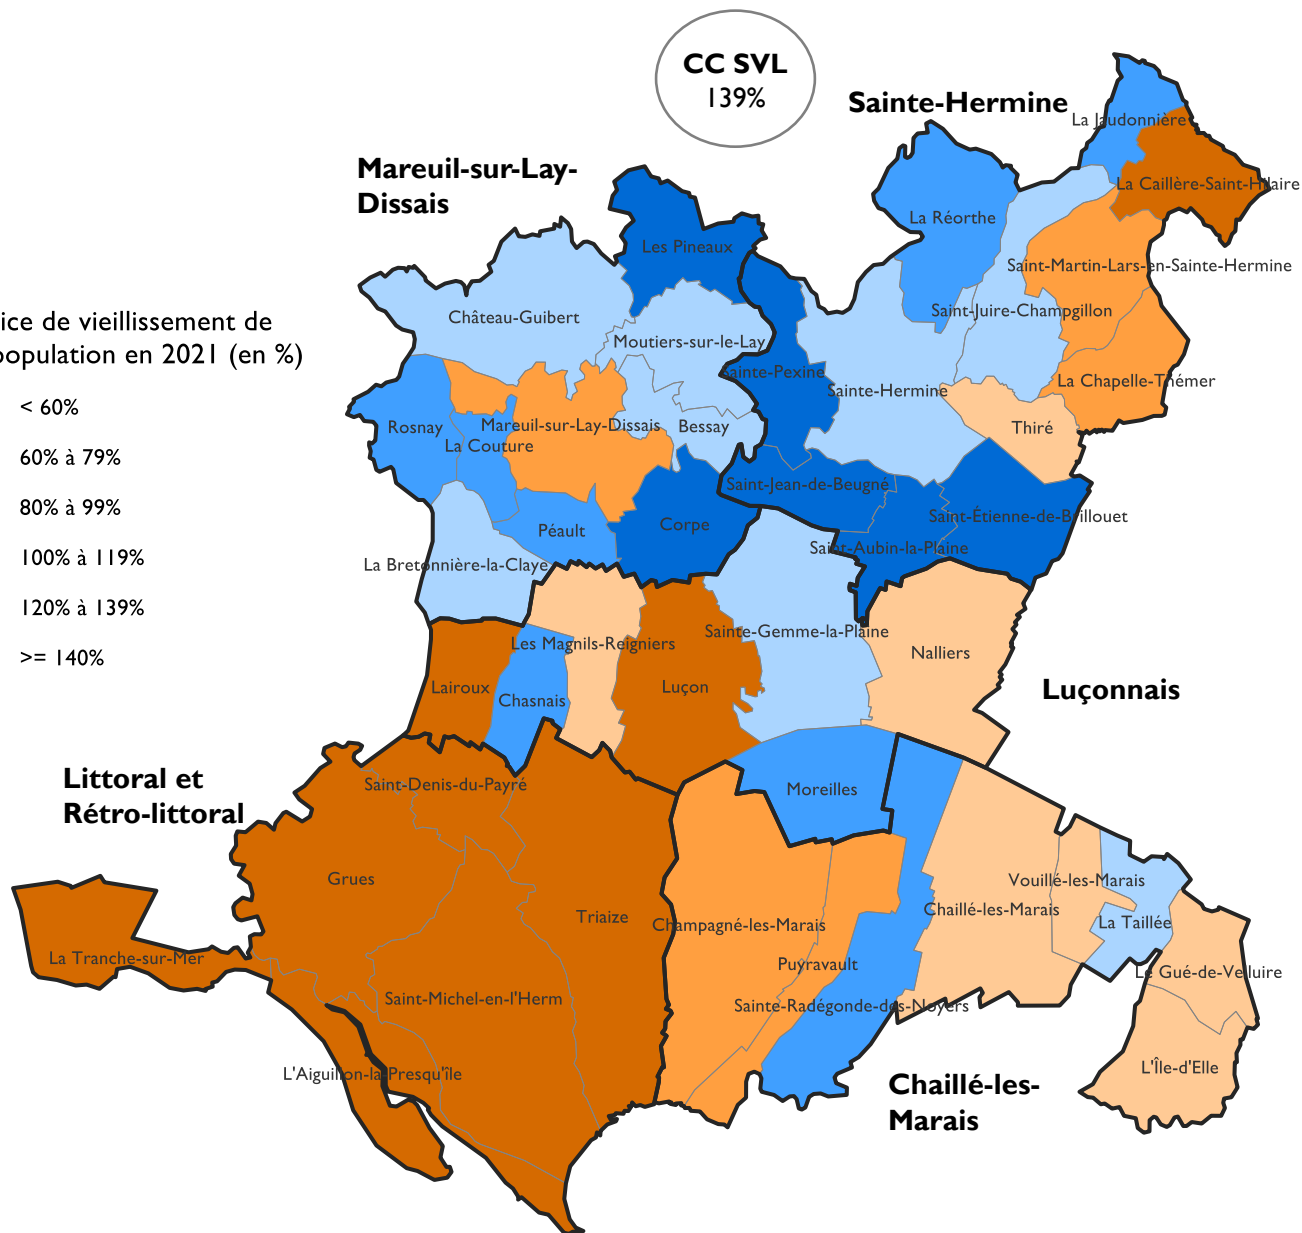 CC SVL
139%
Sainte-Hermine
La Jaudonnière
La Caillère-Saint-Hilaire
Mareuil-sur-Lay-
Dissais
La Réorthe
Les Pineaux
Saint-Martin-Lars-en-Sainte-Hermine
Château-Guibert
Saint-Juire-Champgillon
ice de vieillissement de
population en 2021 (en %)
Moutiers-sur-le-Lay
Sainte-Pexine
Sainte-Hermine
La Chapelle-Thémer
< 60%
Rosnay
Mareuil-sur-Lay-Dissais
Bessay
Thiré
La Couture
60% à 79%
Saint-Jean-de-Beugné
80% à 99%
Saint-Étienne-de-Brillouet
Corpe
Péault
Saint-Aubin-la-Plaine
100% à 119%
La Bretonnière-la-Claye
120% à 139%
Sainte-Gemme-la-Plaine
Les Magnils-Reigniers
Nalliers
>= 140%
Lairoux
Luçon
Luçonnais
Chasnais
Littoral et
Rétro-littoral
Saint-Denis-du-Payré
Moreilles
Grues
Vouillé-les-Marais
Triaize
Chaillé-les-Marais
Champagné-les-Marais
La Taillée
La Tranche-sur-Mer
Puyravault
Le Gué-de-Velluire
Saint-Michel-en-l'Herm
Sainte-Radégonde-des-Noyers
L'Aiguillon-la-Presqu'île
L'Île-d'Elle
Chaillé-les-
Marais